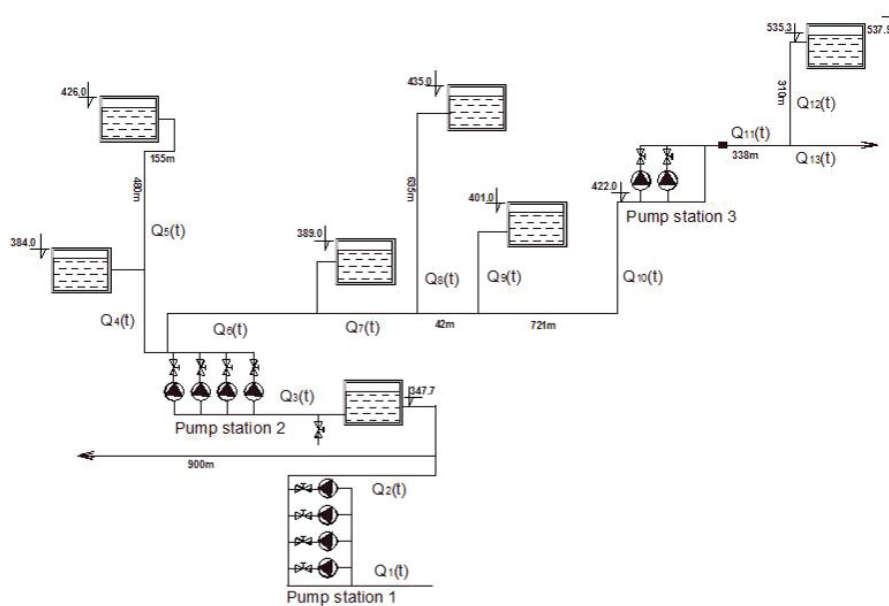 535.3
537.9
426.0
435.0
310m
Q12(t)
Q11(t)
338m
Q13(t)
155m
480m
635m
422.0
Pump station 3
401.0
384.0
Q5(t)
389.0
Q8(t)
Q9(t)
Q10(t)
Q4(t)
Q6(t)
Q7(t)
42m
721m
Q3(t)
347.7
Pump station 2
900m
Q2(t)
Q1(t)
Pump station 1